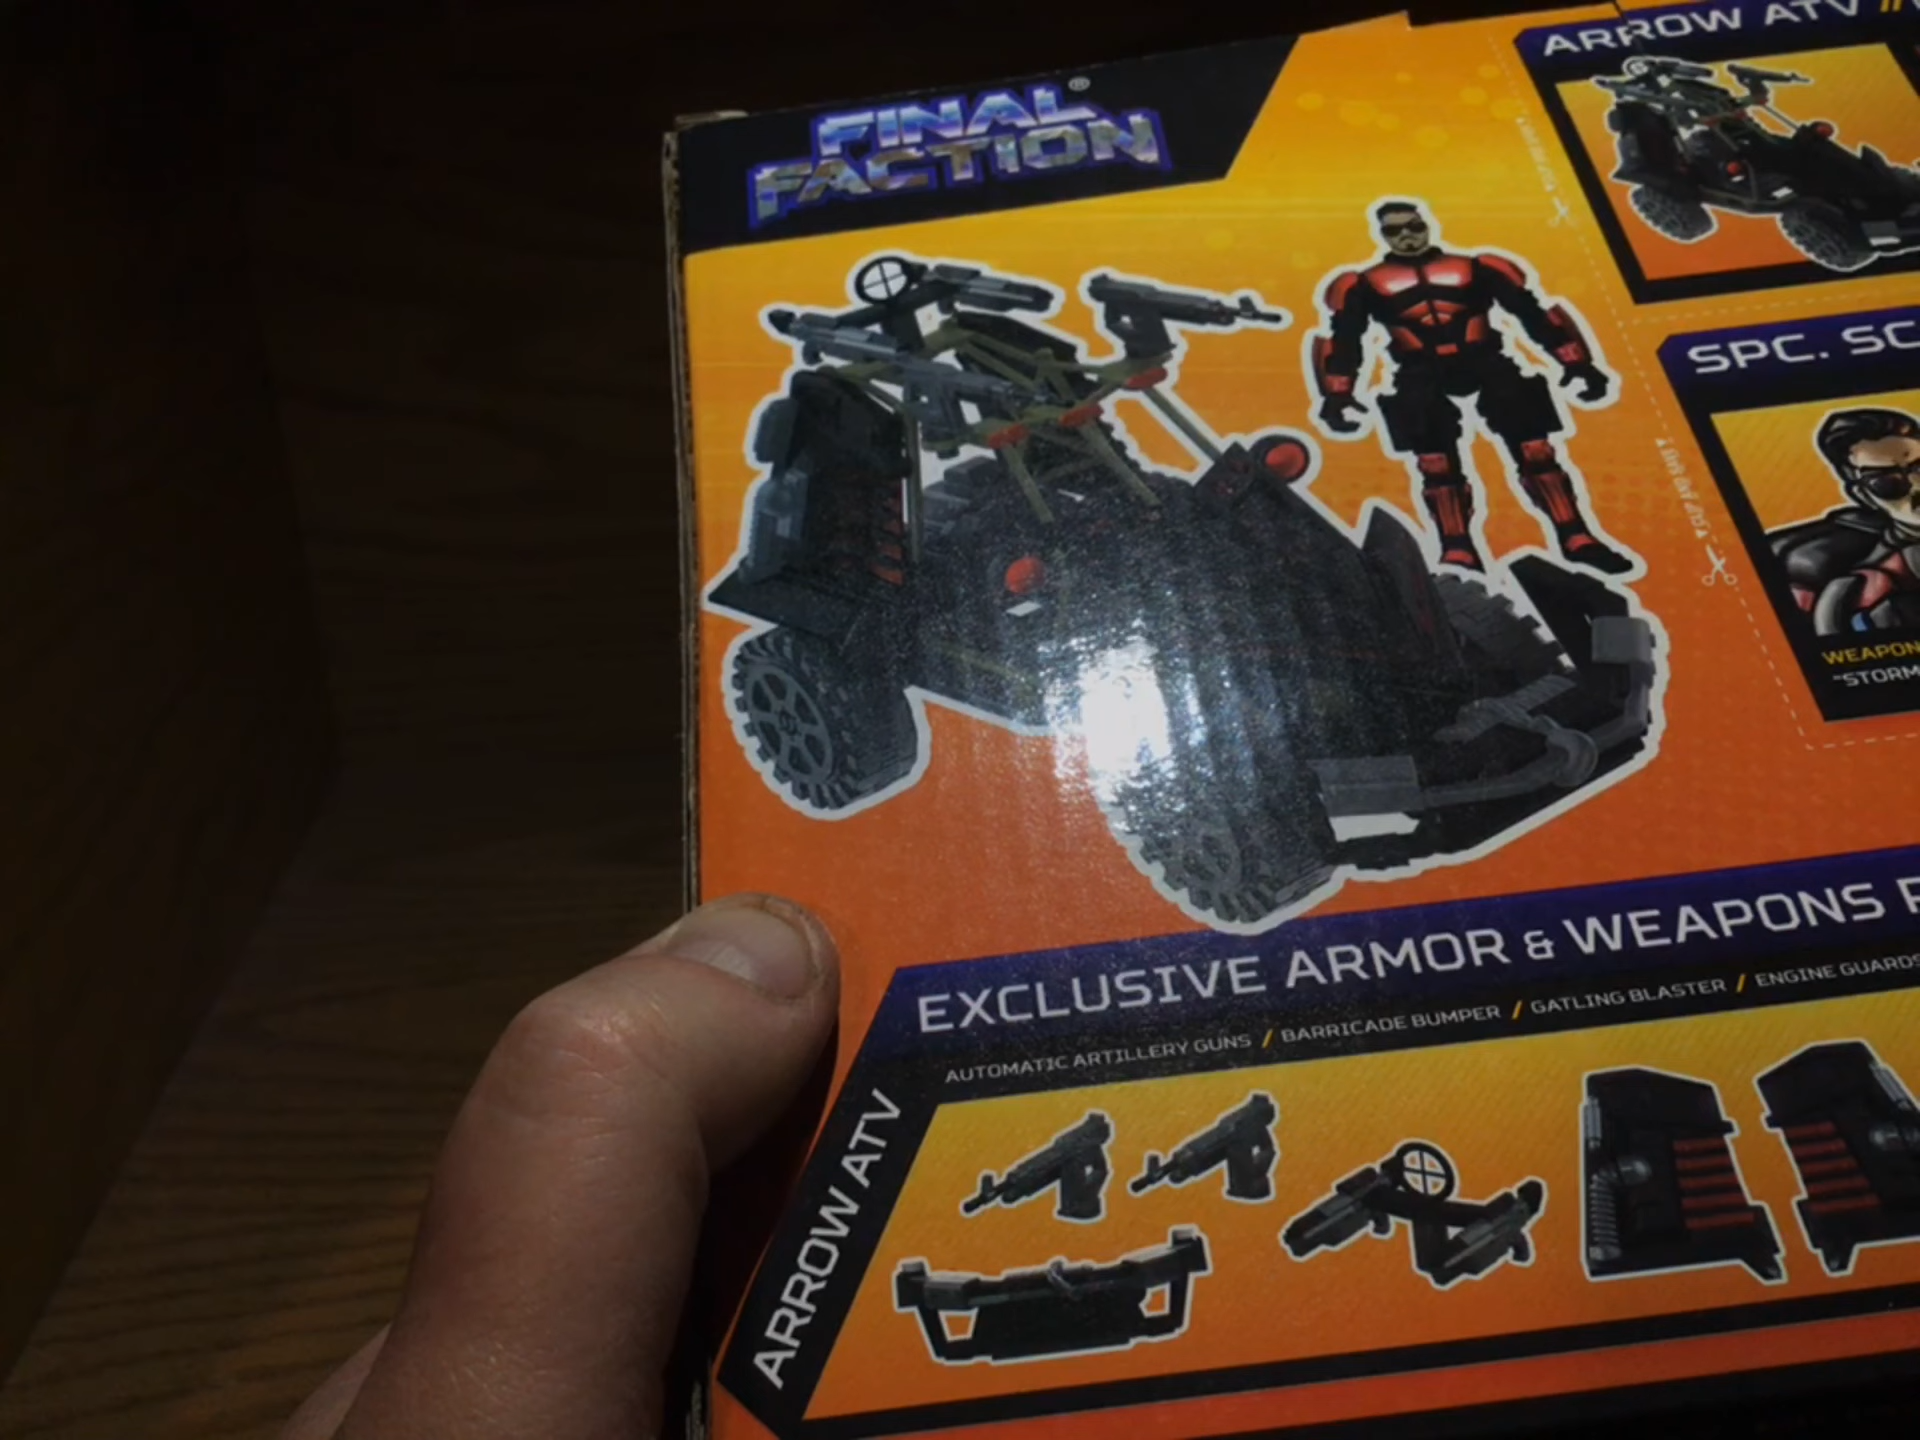 FINAL®
FACTION
ARROW ATV //
SPC. SC
WEAPON
"STORM
EXCLUSIVE ARMOR & WEAPONS
AUTOMATIC ARTILLERY GUNS / BARRICADE BUMPER / GATLING BLASTER / ENGINE GUARDS
ARROW ATV